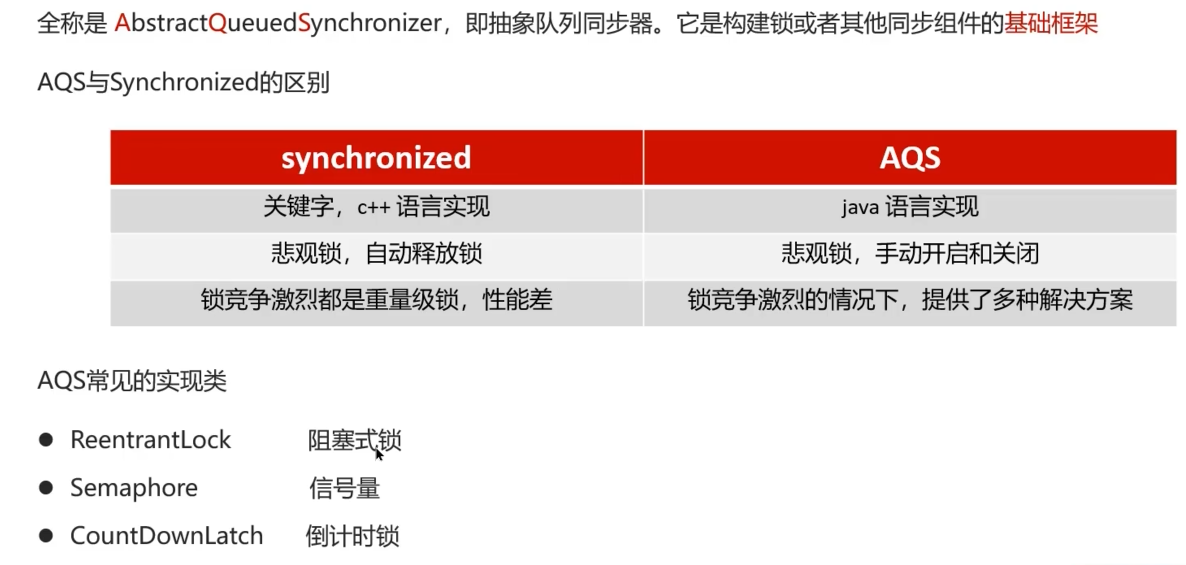 全称是 AbstractQueuedSynchronizer，即抽象队列同步器。它是构建锁或者其他同步组件的基础框架
AQS与Synchronized的区别
synchronized AQS
关键字，c++ 语言实现 java 语言实现
悲观锁，自动释放锁 悲观锁，手动开启和关闭
锁竞争激烈都是重量级锁，性能差 锁竞争激烈的情况下，提供了多种解决方案
AQS常见的实现类
● ReentrantLock 阻塞式锁
● Semaphore 信号量
● CountDownLatch 倒计时锁